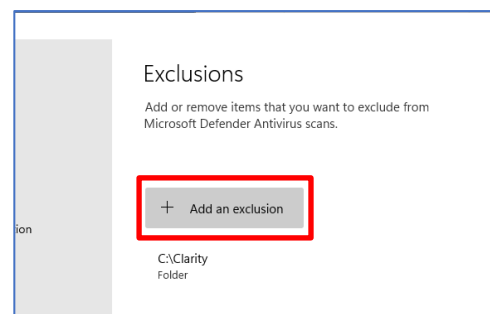 Exclusions
Add or remove items that you want to exclude from
Microsoft Defender Antivirus scans.
+ Add an exclusion
ion
C:\Clarity
Folder